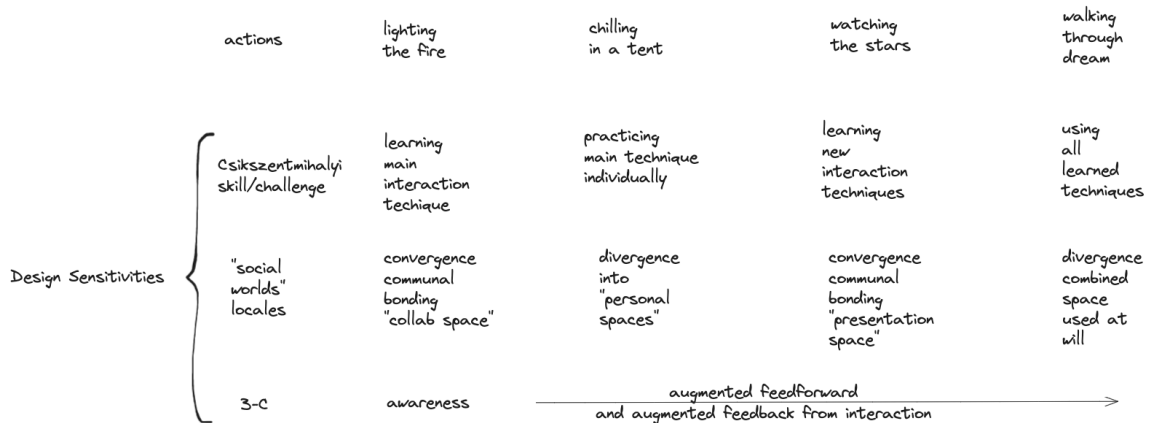 actions
lighting
the fire
chilling
in a tent
watching
the stars
walking
through
dream
Design Sensitivities
Csikszentmihalyi
skill/challenge
learning
main
interaction
techique
practicing
main technique
individually
learning
new
interaction
techniques
using
all
learned
techniques
"social
worlds"
locales
convergence
communal
bonding
"collab space"
divergence
into
"personal
spaces"
convergence
communal
bonding
"presentation
space"
divergence
combined
space
used at
will
3-C
awareness
augmented feedforward
and augmented feedback from interaction